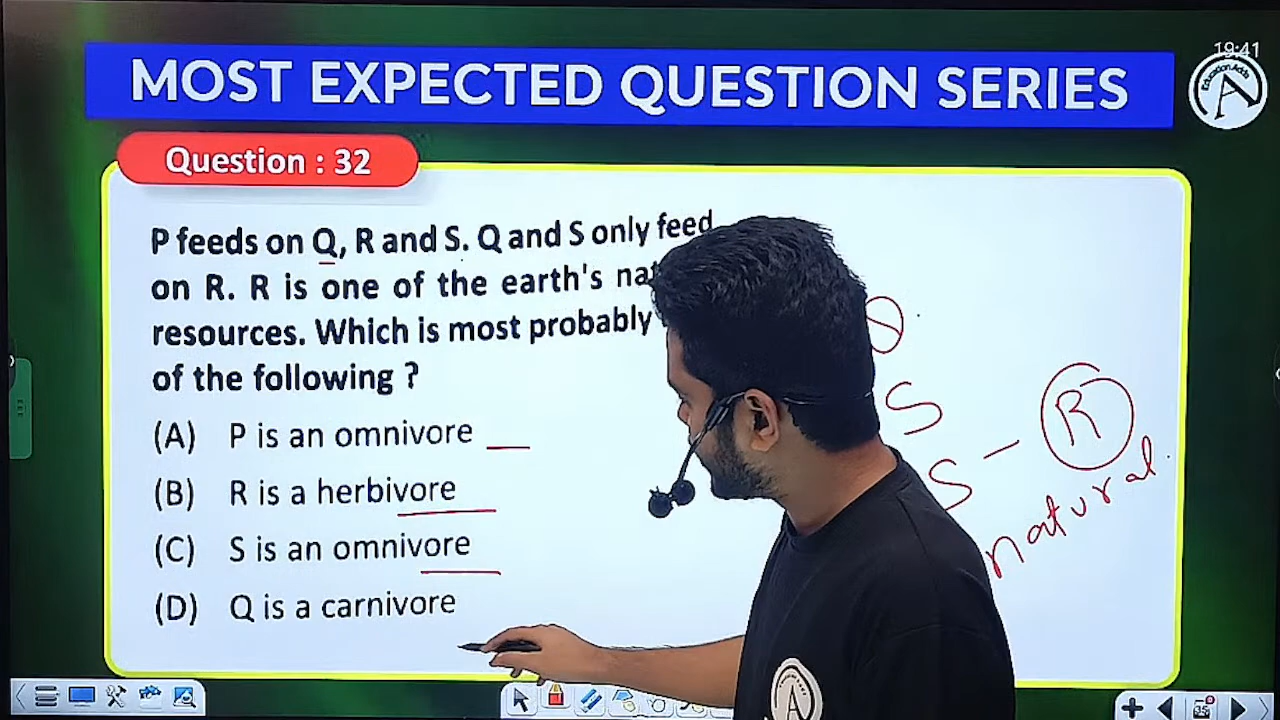 19:41
MOST EXPECTED QUESTION SERIES
Education Adda
A
Question : 32
P feeds on Q, R and S. Q and S only feed
on R. R is one of the earth's
resources. Which is most probably
of the following ?
(A) P is an omnivore
(B) R is a herbivore
(C) S is an omnivore
(D) Q is a carnivore
S
S – R
natural
A